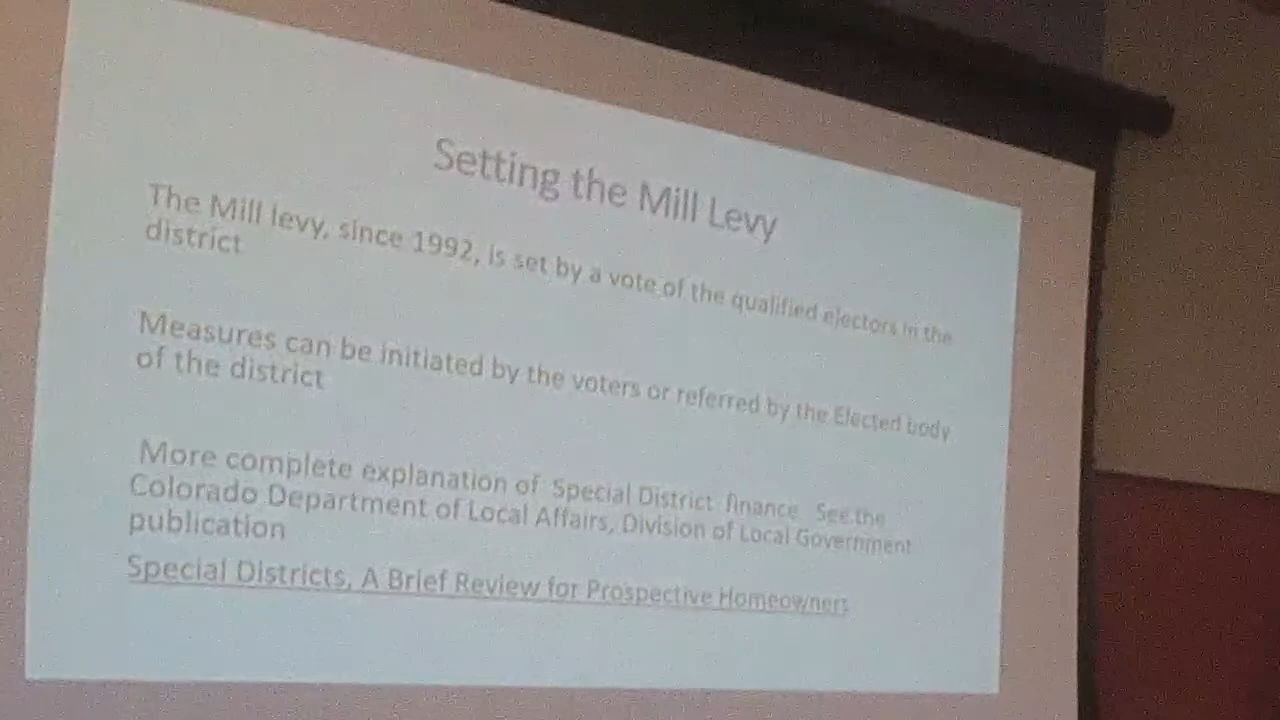 Setting the Mill Levy
The Mill levy, since 1992, is set by a vote of the qualified electors in the
district
Measures can be initiated by the voters or referred by the Elected body
of the district
More complete explanation of Special District finance See the
Colorado Department of Local Affairs, Division of Local Government
publication
Special Districts, A Brief Review for Prospective Homeowners